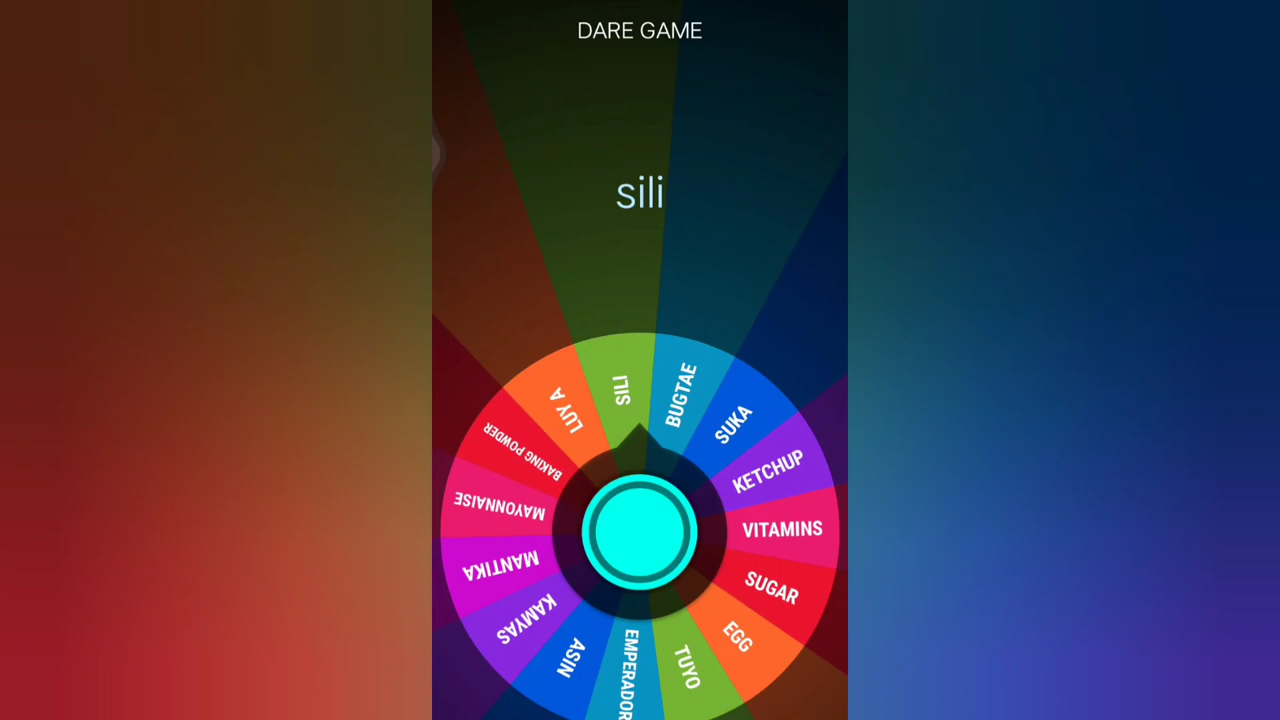 DARE GAME
sili
SILI
BUGTAE
SUKA
KETCHUP
VITAMINS
SUGAR
EGG
TUYO
EMPERADOR
ASIN
KAMYAS
MANTIKA
MAYONNAISE
BAKING POWDER
LUY A